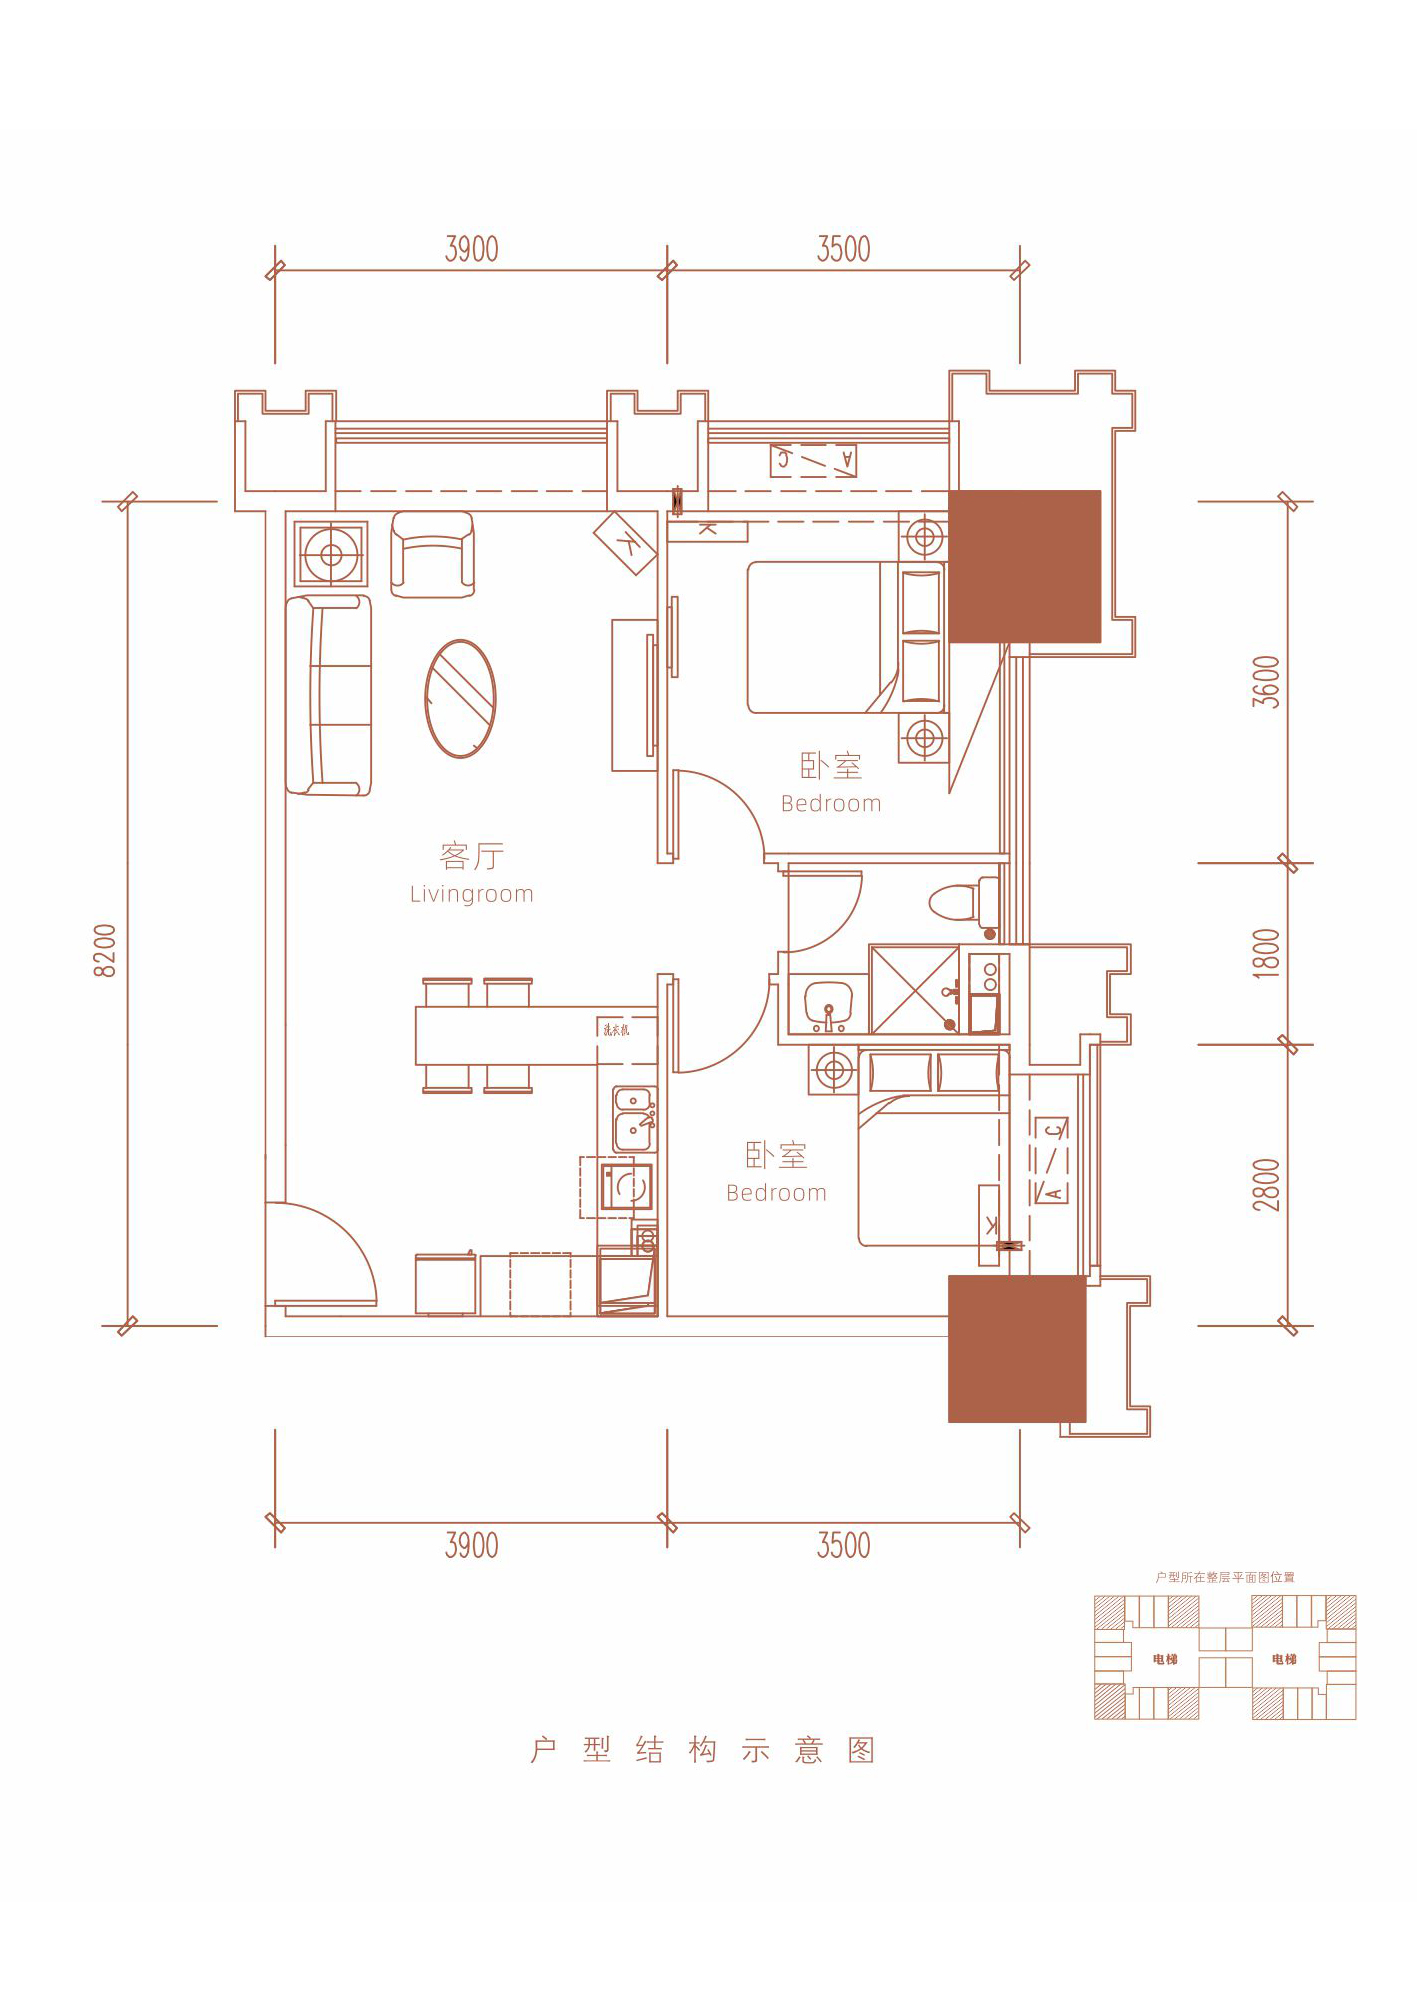 3900
3500
C
A
K
K
3600
卧室
Bedroom
客厅
Livingroom
8200
1800
洗衣机
C
A
卧室
Bedroom
2800
K
3900
3500
户型所在整层平面图位置
电梯
电梯
户型结构示意图